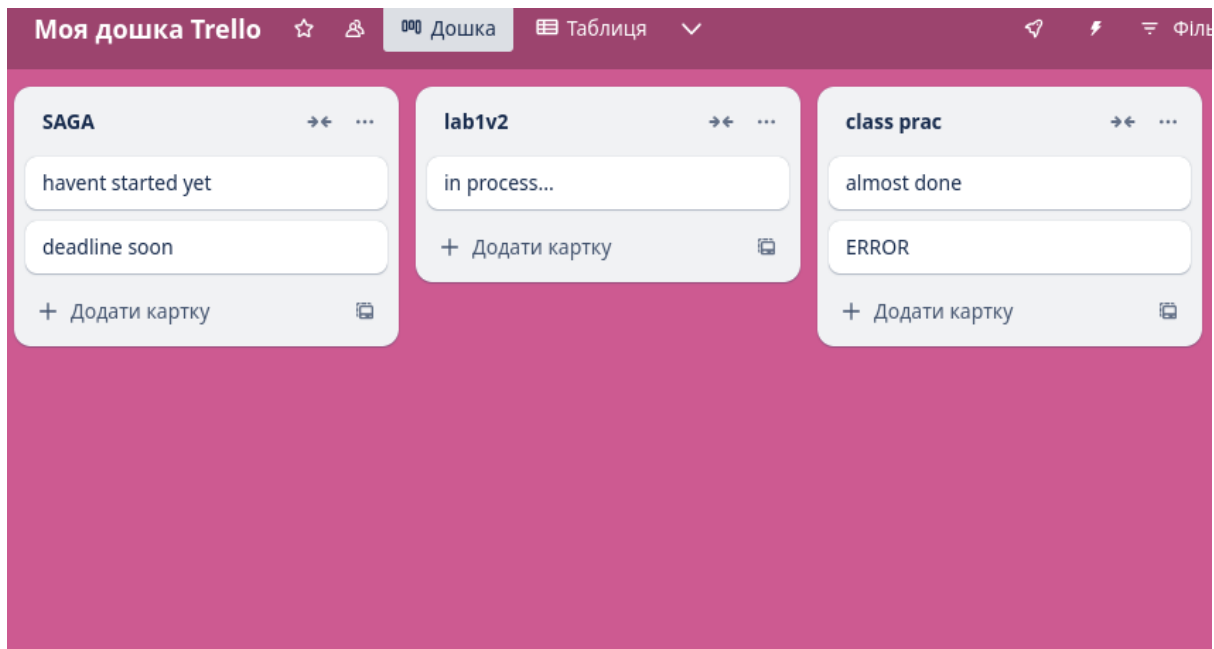 Моя дошка Trello
Дошка
Таблиця
Філь
SAGA
havent started yet
deadline soon
Додати картку
lab1v2
in process...
Додати картку
class prac
almost done
ERROR
Додати картку